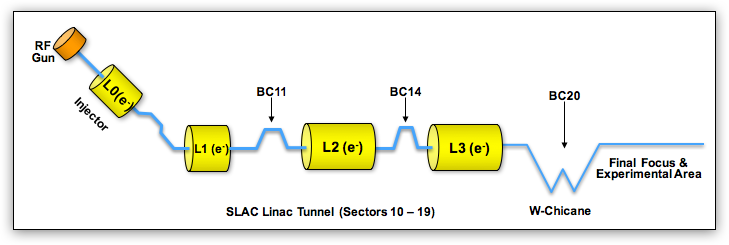 RF
Gun
L0(e-)
Injector
L1 (e-)
BC11
L2 (e-)
BC14
L3 (e-)
BC20
Final Focus &
Experimental Area
SLAC Linac Tunnel (Sectors 10 – 19)
W-Chicane